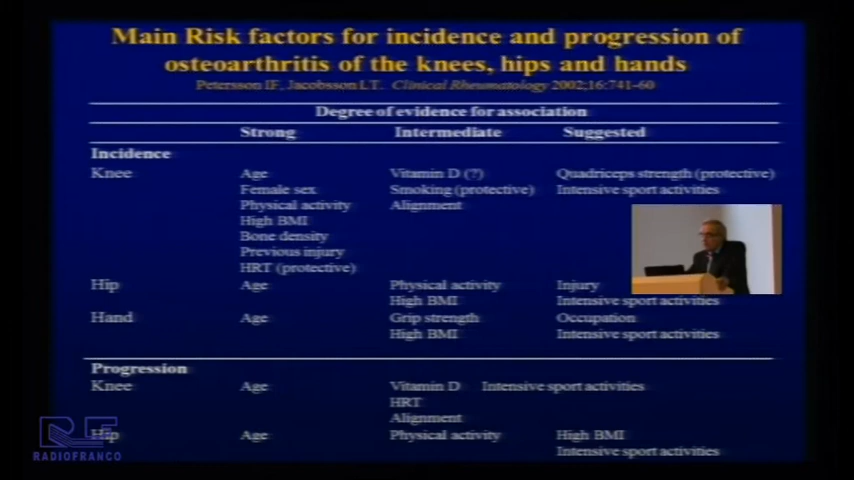 Main Risk factors for incidence and progression of
osteoarthritis of the knees, hips and hands
Petersson IF, Jacobsson LT. Clinical Rheumatology 2002;16:741-60
Degree of evidence for association
Strong Intermediate Suggested
Incidence
Knee Age Vitamin D (?) Quadriceps strength (protective)
Female sex Smoking (protective) Intensive sport activities
Physical activity Alignment
High BMI
Bone density
Previous injury
HRT (protective)
Hip Age Physical activity Injury
High BMI Intensive sport activities
Hand Age Grip strength Occupation
High BMI Intensive sport activities
Progression
Knee Age Vitamin D Intensive sport activities
HRT
Alignment
Hip Age Physical activity High BMI
Intensive sport activities
RF
RADIOFRANCO